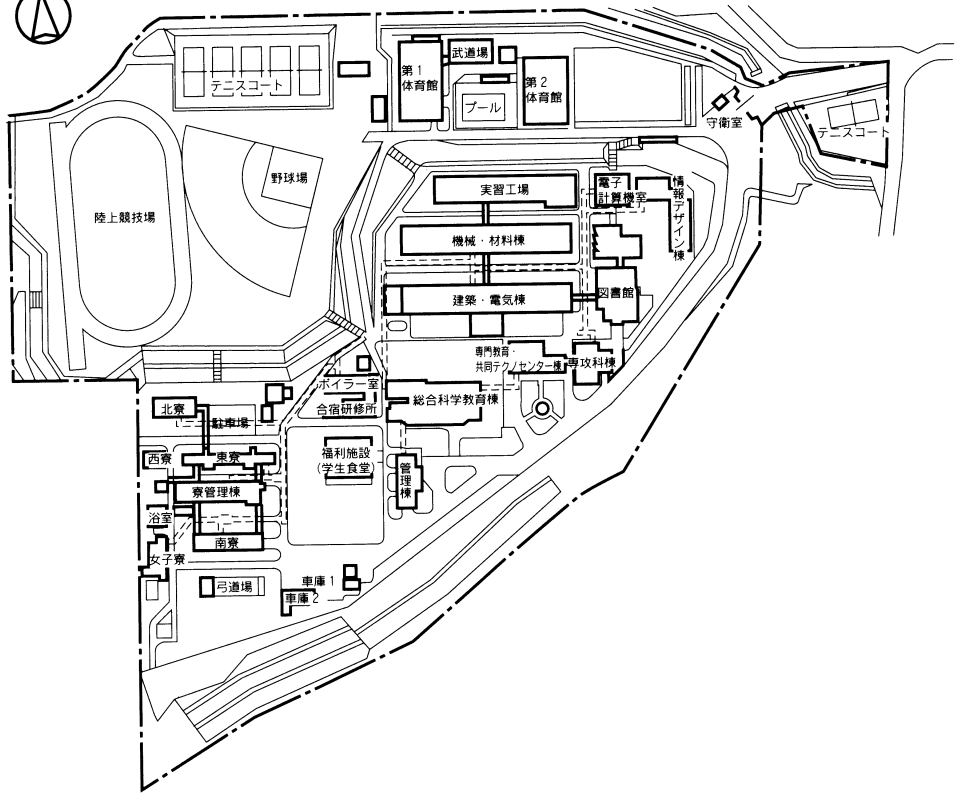 武道場
第1
体育館
第2
体育館
テニスコート
プール
守衛室
テニスコート
野球場
陸上競技場
実習工場
電子
計算機室
情報デザイン棟
機械・材料棟
建築・電気棟
図書館
専門教育・
共同テクノセンター棟
専攻科棟
ボイラー室
合宿研修所
総合科学教育棟
北寮
駐車場
西寮
東寮
福利施設
(学生食堂)
管理棟
寮管理棟
浴室
南寮
女子寮
弓道場
車庫1
車庫2